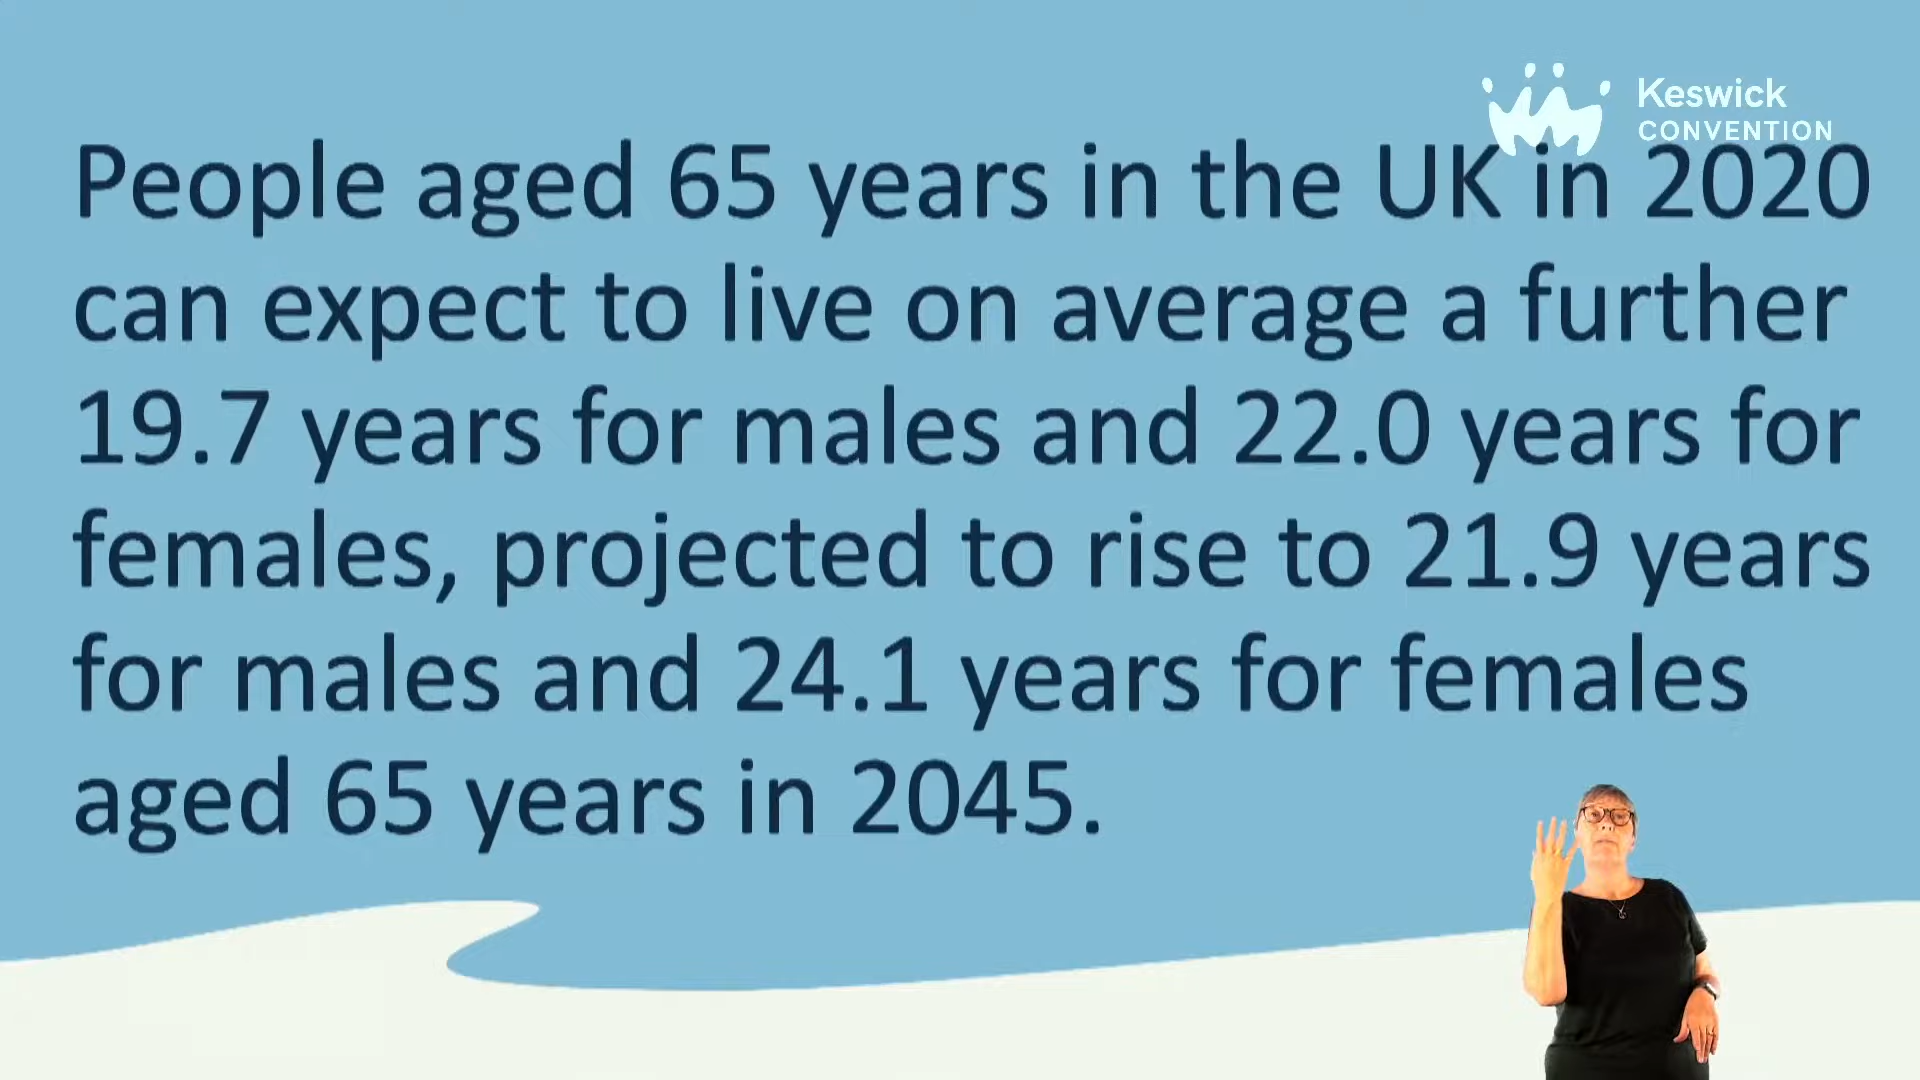 Keswick
CONVENTION
People aged 65 years in the UK in 2020
can expect to live on average a further
19.7 years for males and 22.0 years for
females, projected to rise to 21.9 years
for males and 24.1 years for females
aged 65 years in 2045.